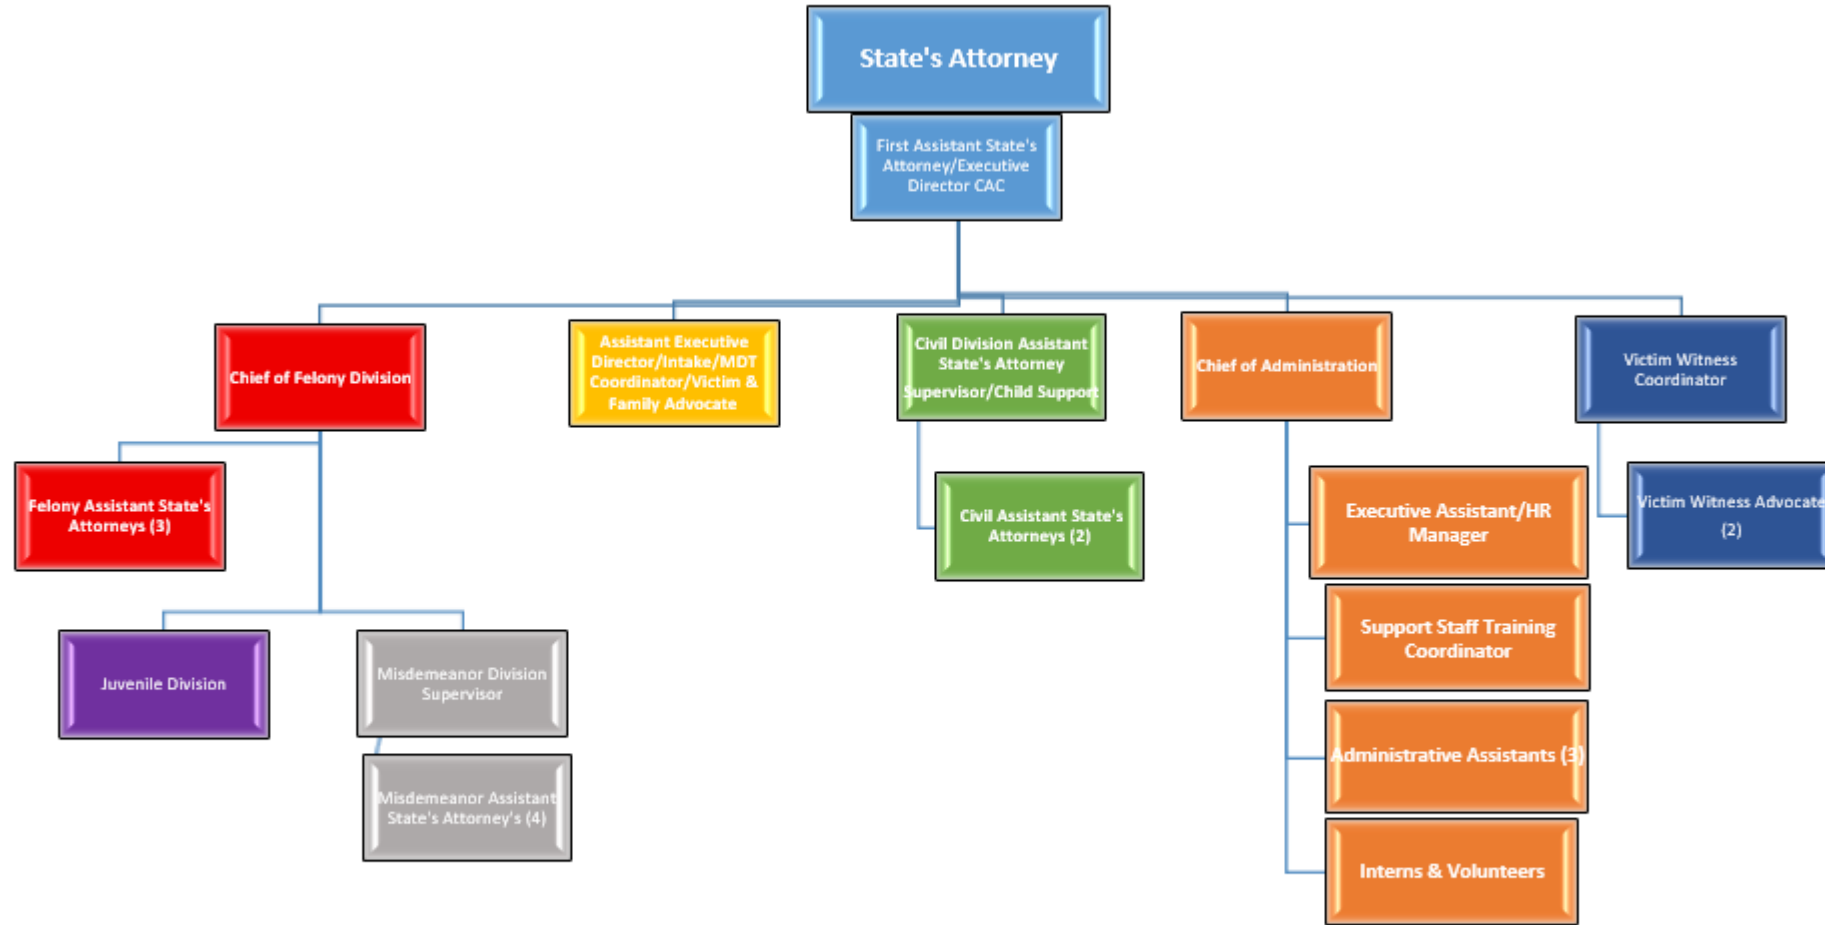 State's Attorney
First Assistant State's
Attorney/Executive
Director CAC
Chief of Felony Division
Assistant Executive
Director/Intake/MDT
Coordinator/Victim &
Family Advocate
Civil Division Assistant
State's Attorney
Supervisor/Child Support
Chief of Administration
Victim Witness
Coordinator
Felony Assistant State's
Attorneys (3)
Civil Assistant State's
Attorneys (2)
Executive Assistant/HR
Manager
Victim Witness Advocate
(2)
Support Staff Training
Coordinator
Juvenile Division
Misdemeanor Division
Supervisor
Administrative Assistants (3)
Misdemeanor Assistant
State's Attorney's (4)
Interns & Volunteers